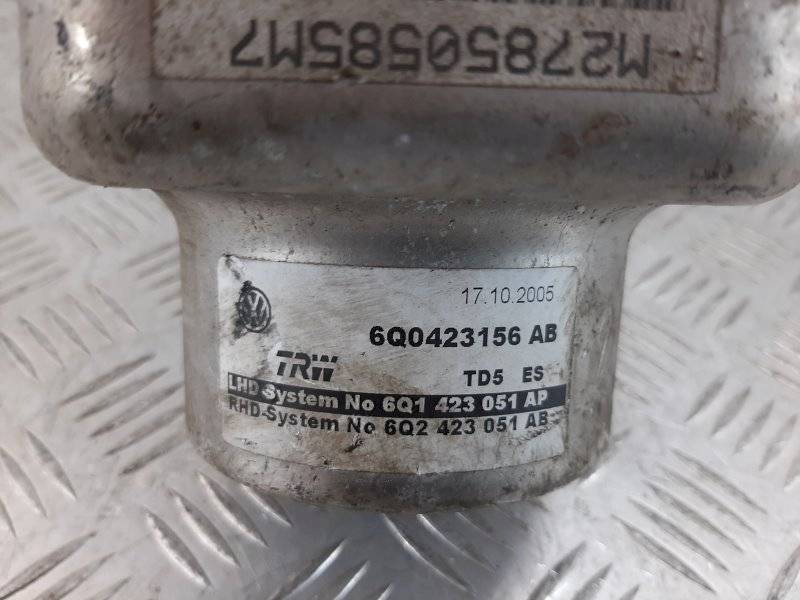 M27850585M7
17.10.2005
6Q0423156 AB
TRW
TD5 ES
LHD-System No 6Q1 423 051 AP
RHD-System No 6Q2 423 051 AB